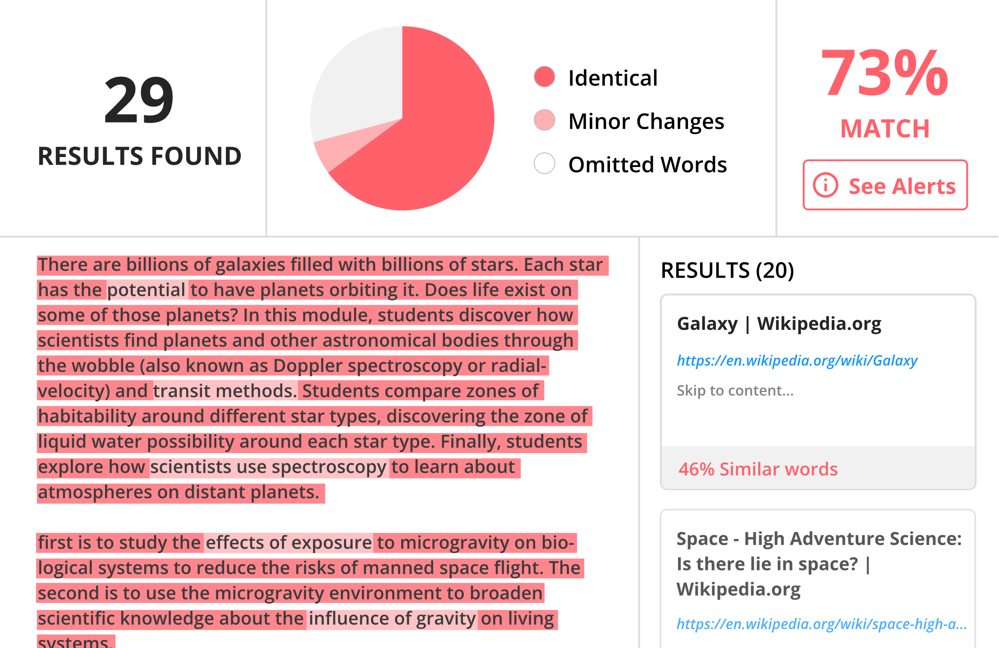 29
RESULTS FOUND
Identical
Minor Changes
Omitted Words
73%
MATCH
See Alerts
There are billions of galaxies filled with billions of stars. Each star
has the potential to have planets orbiting it. Does life exist on
some of those planets? In this module, students discover how
scientists find planets and other astronomical bodies through
the wobble (also known as Doppler spectroscopy or radial-
velocity) and transit methods. Students compare zones of
habitability around different star types, discovering the zone of
liquid water possibility around each star type. Finally, students
explore how scientists use spectroscopy to learn about
atmospheres on distant planets.
first is to study the effects of exposure to microgravity on bio-
logical systems to reduce the risks of manned space flight. The
second is to use the microgravity environment to broaden
scientific knowledge about the influence of gravity on living
systems.
RESULTS (20)
Galaxy | Wikipedia.org
https://en.wikipedia.org/wiki/Galaxy
Skip to content...
46% Similar words
Space - High Adventure Science:
Is there lie in space? |
Wikipedia.org
https://en.wikipedia.org/wiki/space-high-a...